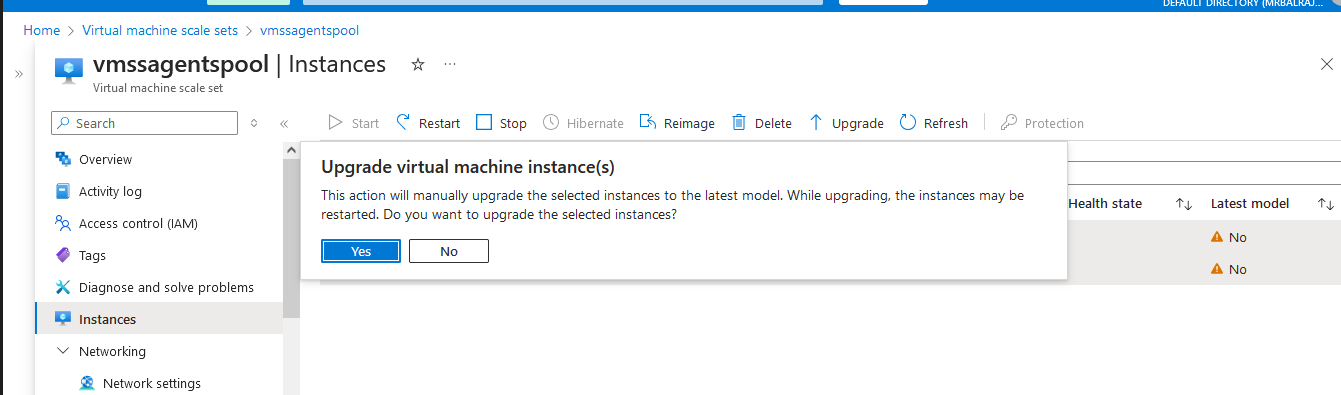 DEFAULT DIRECTORY (MRBALRAJ...
Home > Virtual machine scale sets > vmssagentspool
vmssagentspool | Instances
Virtual machine scale set
Search
Start Restart Stop Hibernate Reimage Delete Upgrade Refresh Protection
Overview
Activity log
Access control (IAM)
Tags
Diagnose and solve problems
Instances
Networking
Network settings
Upgrade virtual machine instance(s)
This action will manually upgrade the selected instances to the latest model. While upgrading, the instances may be
restarted. Do you want to upgrade the selected instances?
Yes No
Health state Latest model
No
No